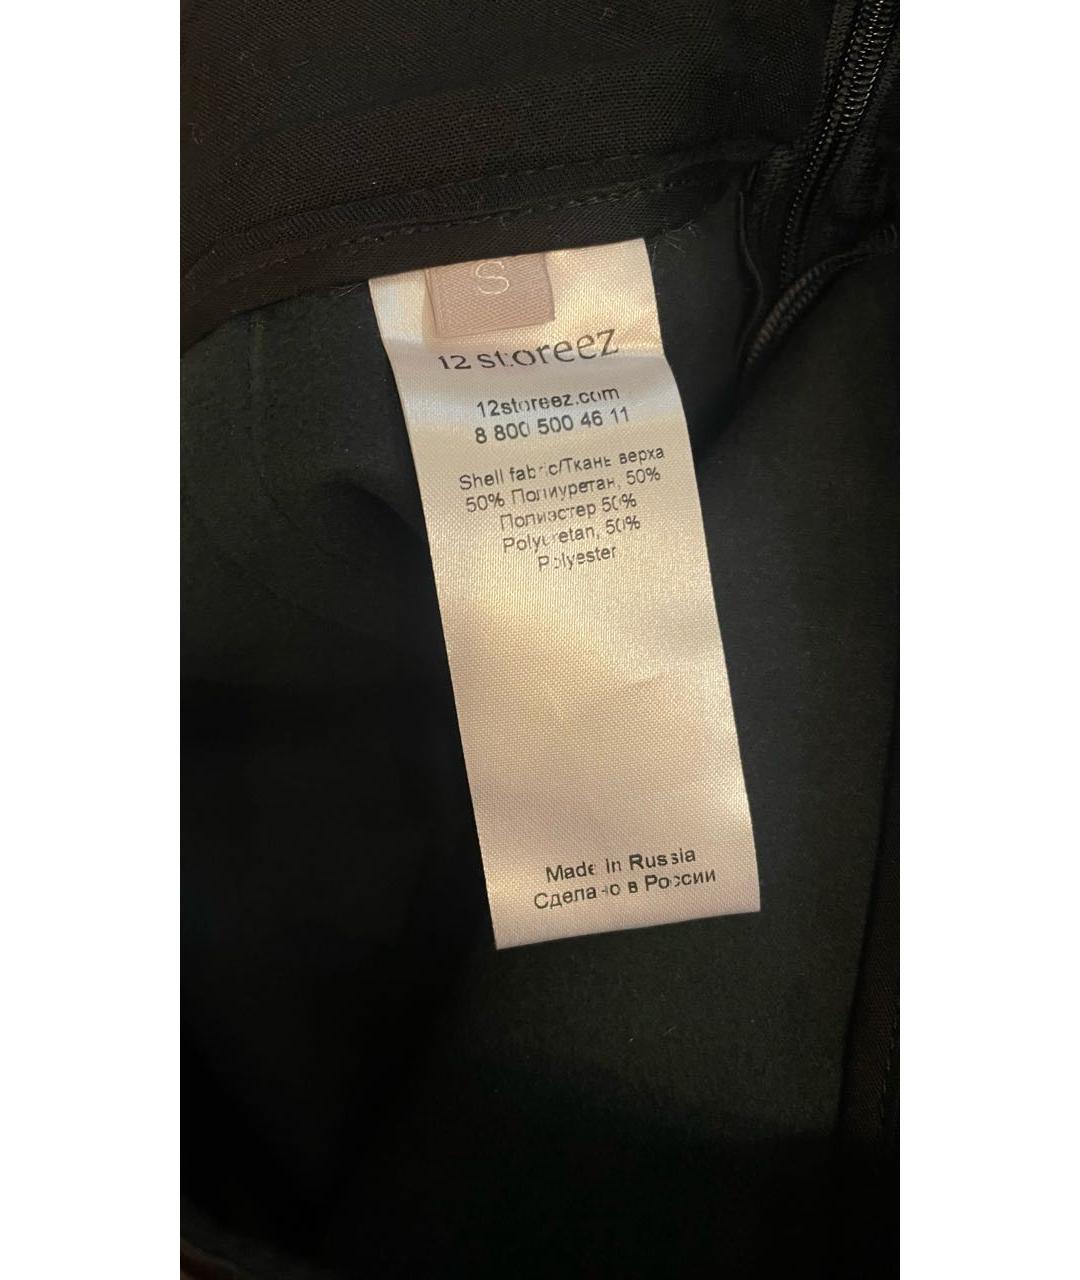 S
12 storeez
12storeez.com
8 800 500 46 11
Shell fabric/Ткань верха
50% Полиуретан, 50%
Полиэстер 50%
Polyuretan, 50%
Polyester
Made In Russia
Сделано в России